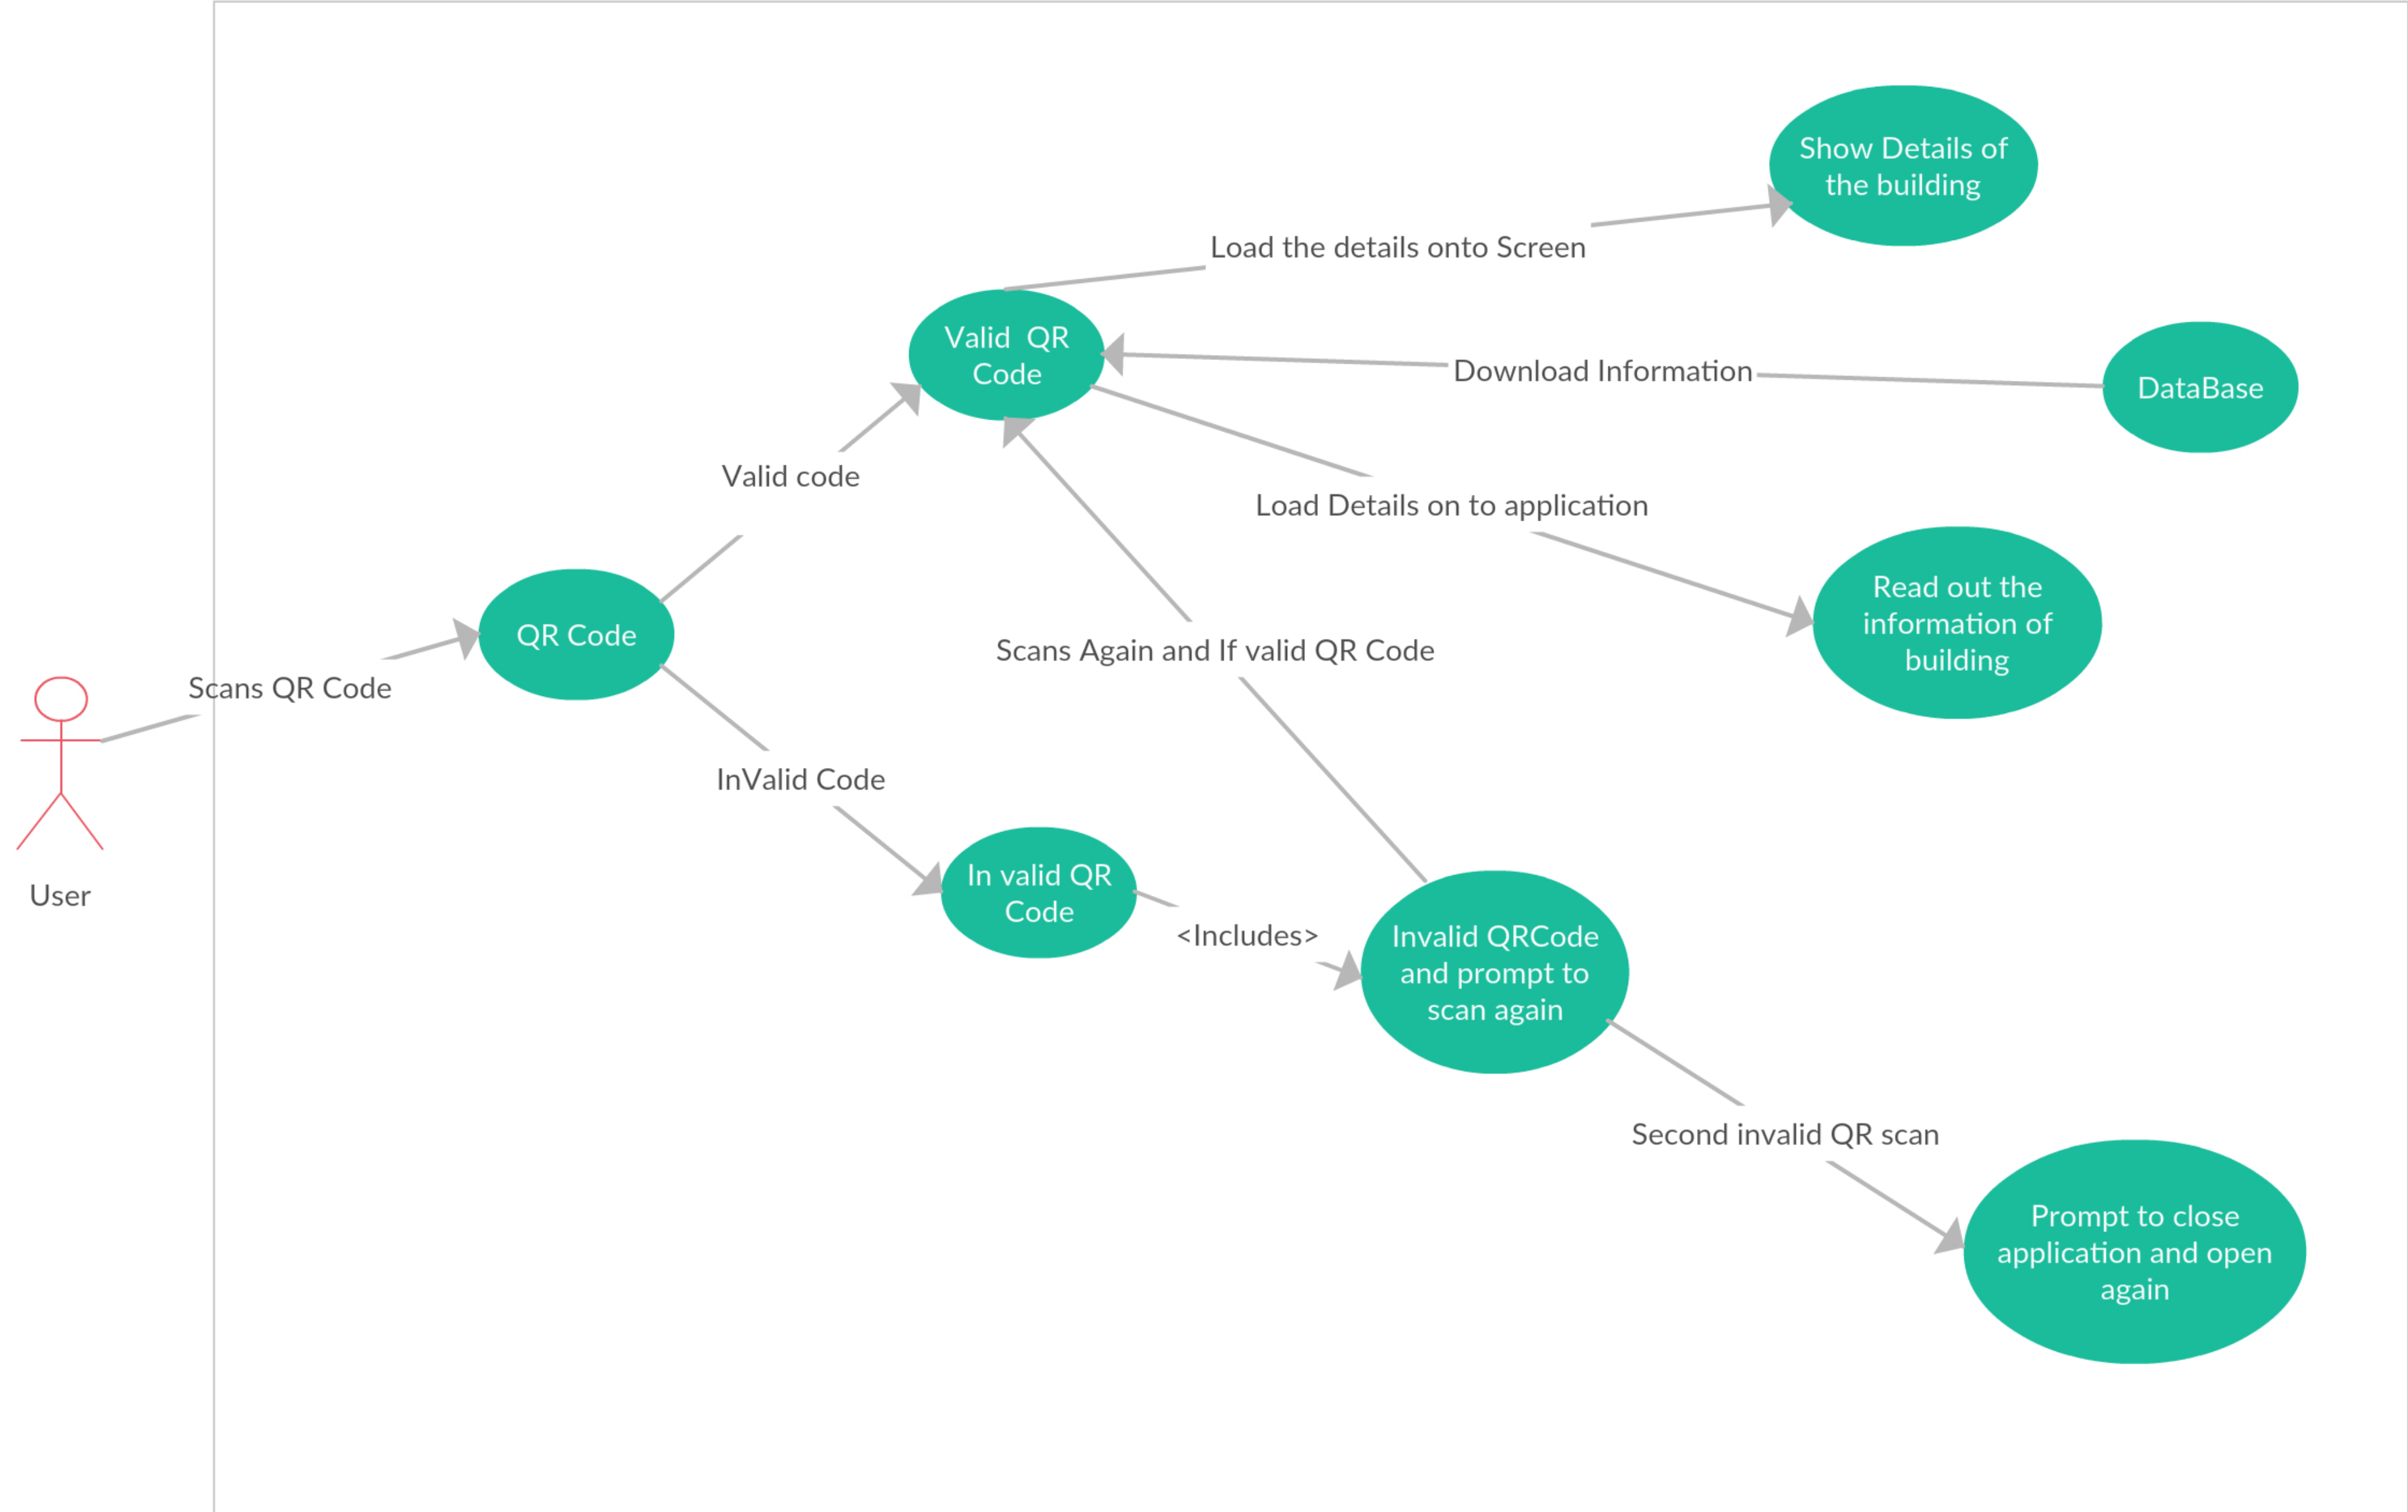 Show Details of
the building
Load the details onto Screen
Valid  QR
Code
Download Information
DataBase
Valid code
Load Details on to application
Read out the
information of
building
QR Code
Scans Again and If valid QR Code
Scans QR Code
InValid Code
User
In valid QR
Code
<Includes>
Invalid QRCode
and prompt to
scan again
Second invalid QR scan
Prompt to close
application and open
again